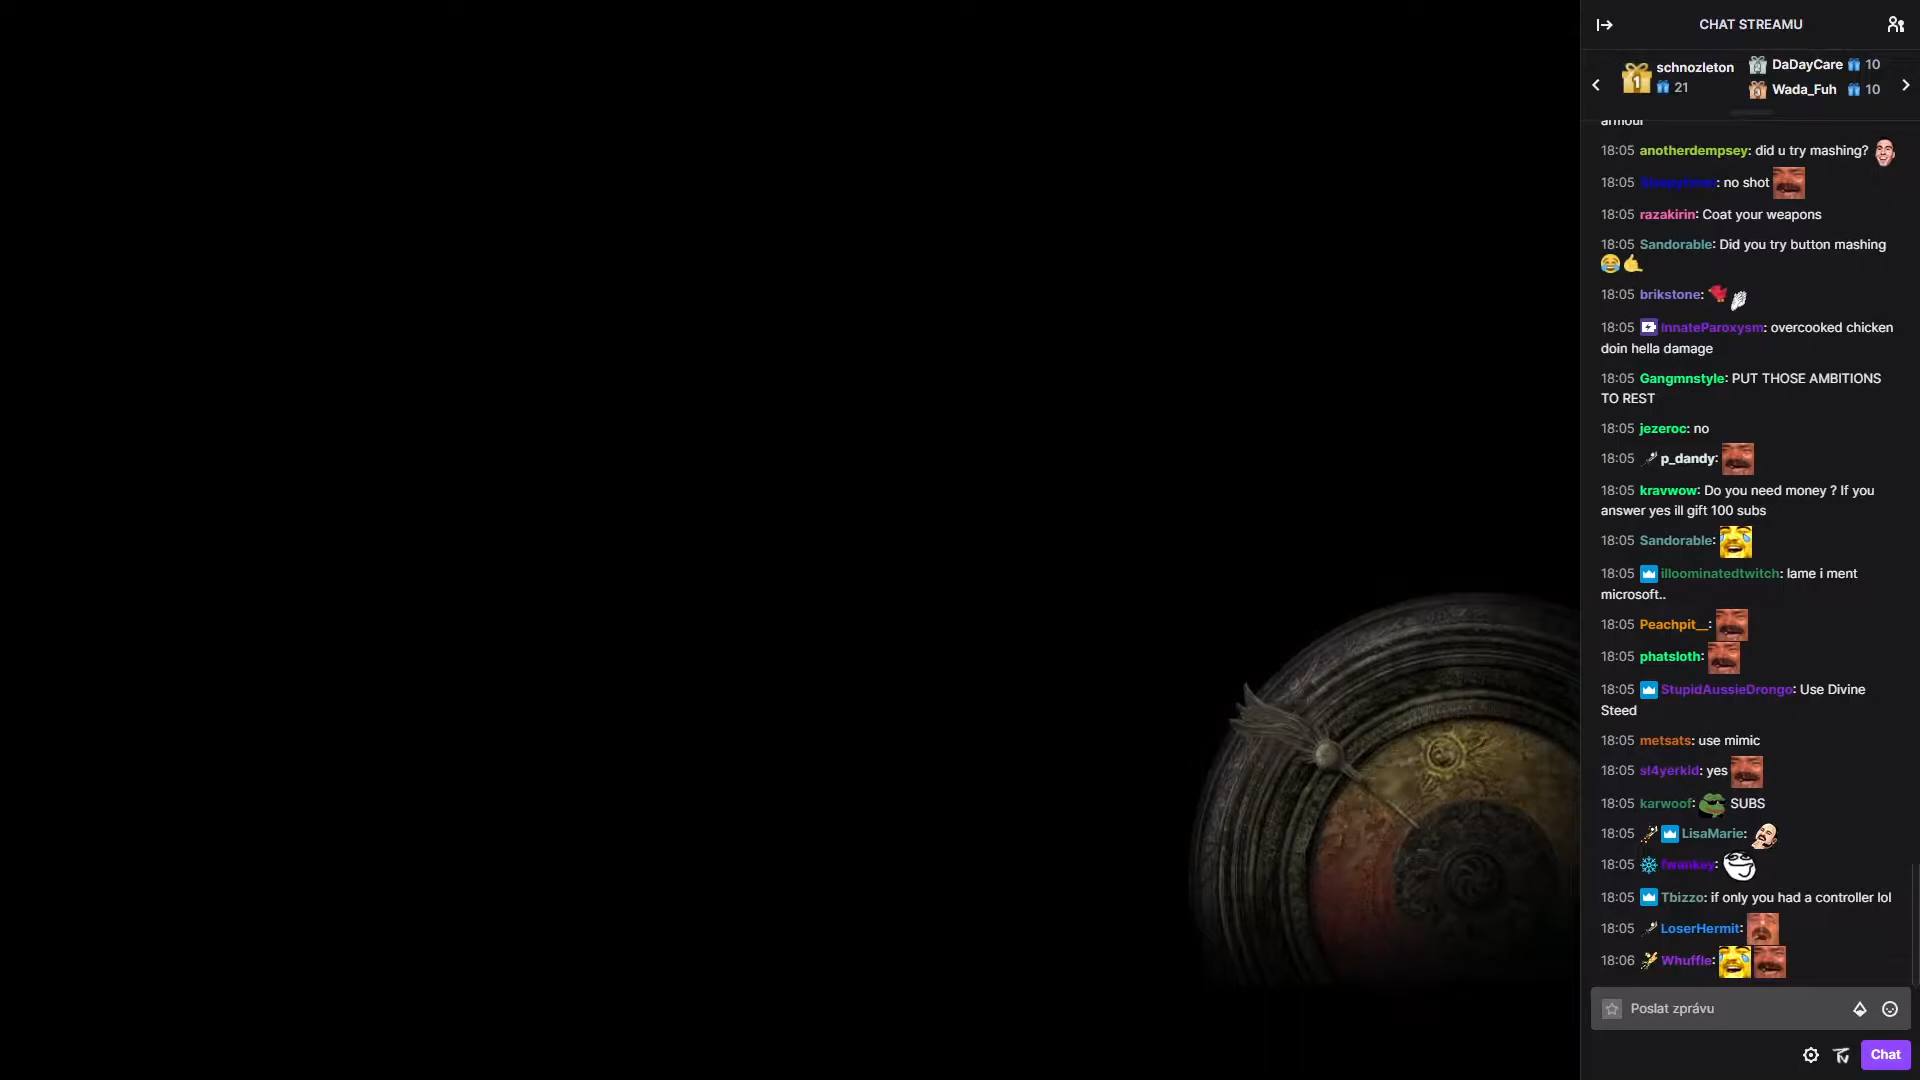 CHAT STREAMU
schnozleton
21
DaDayCare 10
Wada_Fuh 10
armour
18:05 anotherdempsey: did u try mashing?
18:05 : no shot
18:05 razakirin: Coat your weapons
18:05 Sandorable: Did you try button mashing
18:05 brikstone:
18:05 InnateParoxysm: overcooked chicken
doin hella damage
18:05 Gangmnstyle: PUT THOSE AMBITIONS
TO REST
18:05 jezeroc: no
18:05 p_dandy:
18:05 kravwow: Do you need money ? If you
answer yes ill gift 100 subs
18:05 Sandorable:
18:05 illoominatedtwitch: lame i ment
microsoft..
18:05 Peachpit__:
18:05 phatsloth:
18:05 StupidAussieDrongo: Use Divine
Steed
18:05 metsats: use mimic
18:05 sl4yerkid: yes
18:05 karwoof: SUBS
18:05 LisaMarie:
18:05 fwankey:
18:05 Tbizzo: if only you had a controller lol
18:05 LoserHermit:
18:06 Whuffle:
Poslat zprávu
Chat